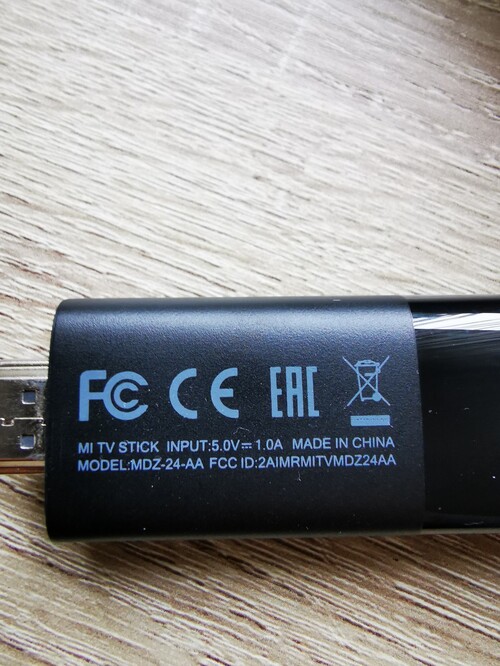 FC CE EAC
MI TV STICK INPUT:5.0V⎓1.0A MADE IN CHINA
MODEL:MDZ-24-AA FCC ID:2AIMRMITVMDZ24AA